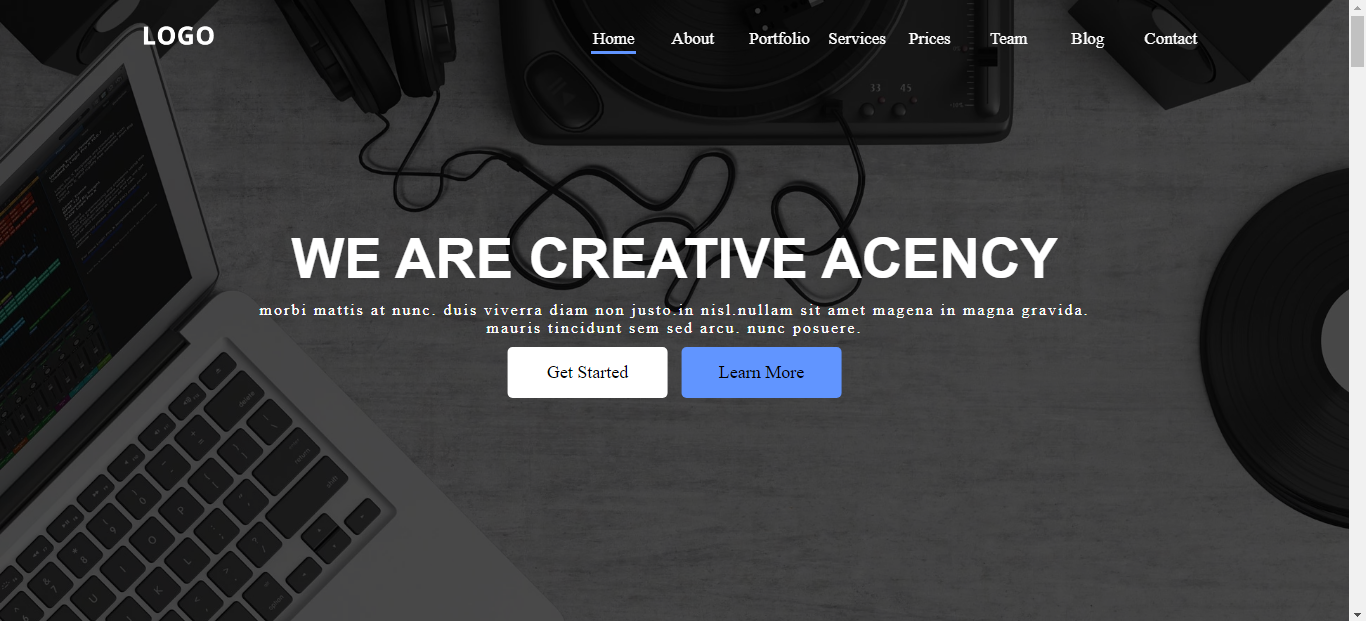 LOGO
Home About Portfolio Services Prices Team Blog Contact
33 45
WE ARE CREATIVE ACENCY
morbi mattis at nunc. duis viverra diam non justo.in nisl.nullam sit amet magena in magna gravida.
mauris tincidunt sem sed arcu. nunc posuere.
Get Started Learn More